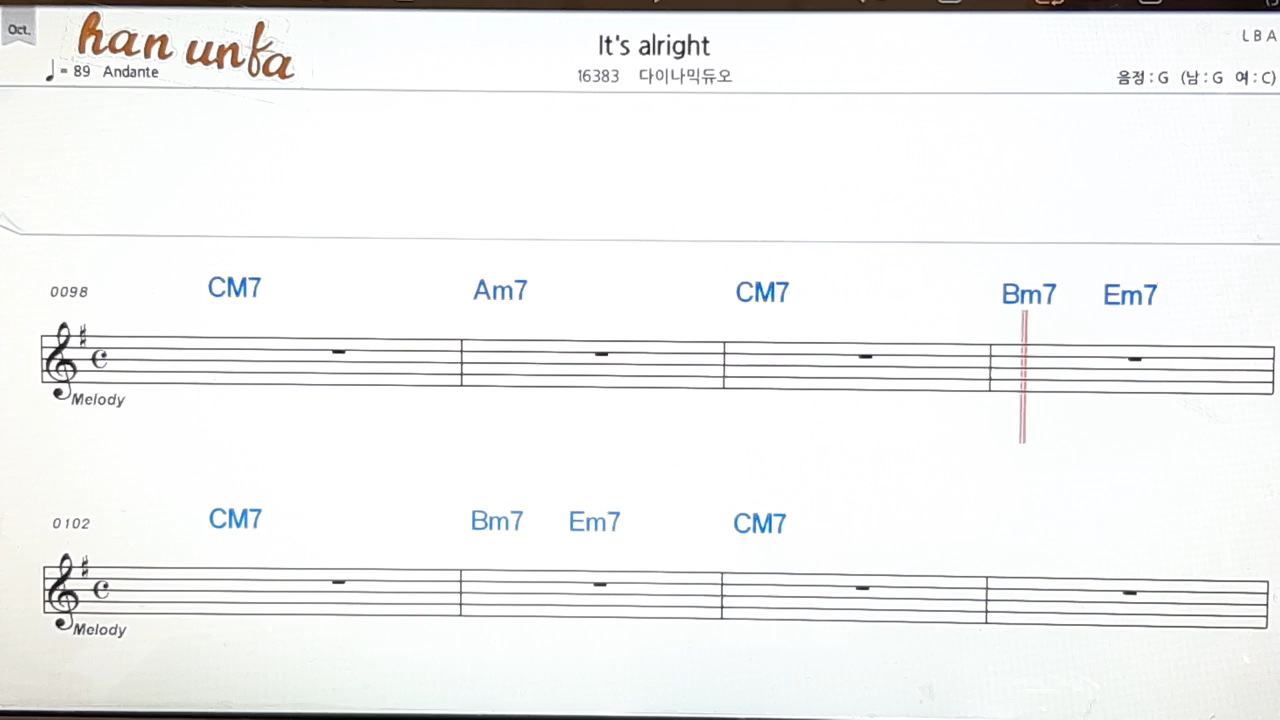 Oct.
han unfa
It's alright
L B A
♩= 89 Andante
16383 다이나믹듀오
음정 : G (남 : G 여 : C)
0098 CM7 Am7 CM7 Bm7 Em7
Melody
0102 CM7 Bm7 Em7 CM7
Melody